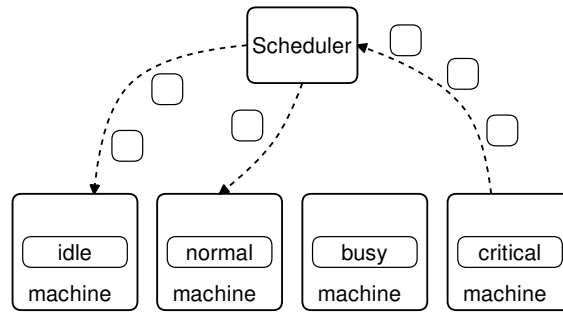 Scheduler
idle
normal
busy
critical
machine
machine
machine
machine